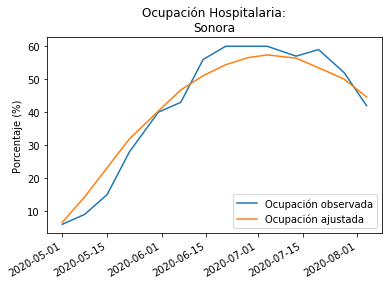 Ocupación Hospitalaria:
Sonora
Porcentaje (%)
60
50
40
30
20
10
2020-05-01
2020-05-15
2020-06-01
2020-06-15
2020-07-01
2020-07-15
2020-08-01
Ocupación observada
Ocupación ajustada